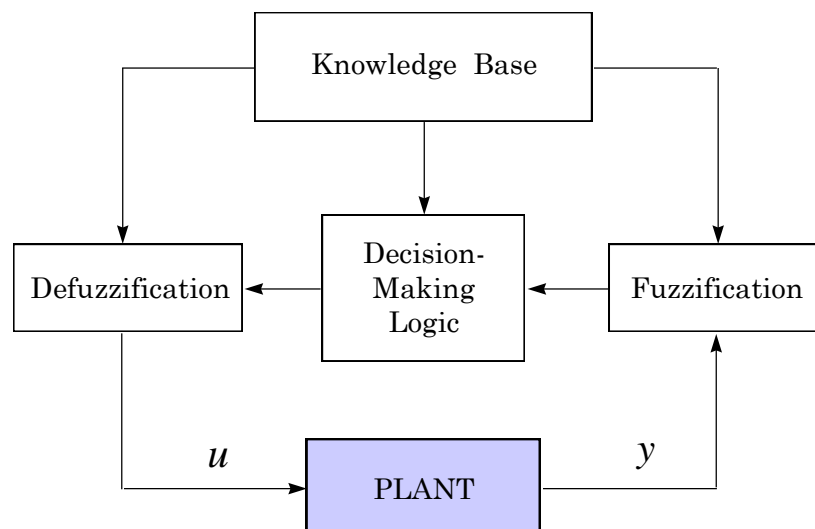 Knowledge Base
Defuzzification
Decision-
Making
Logic
Fuzzification
u
PLANT
y